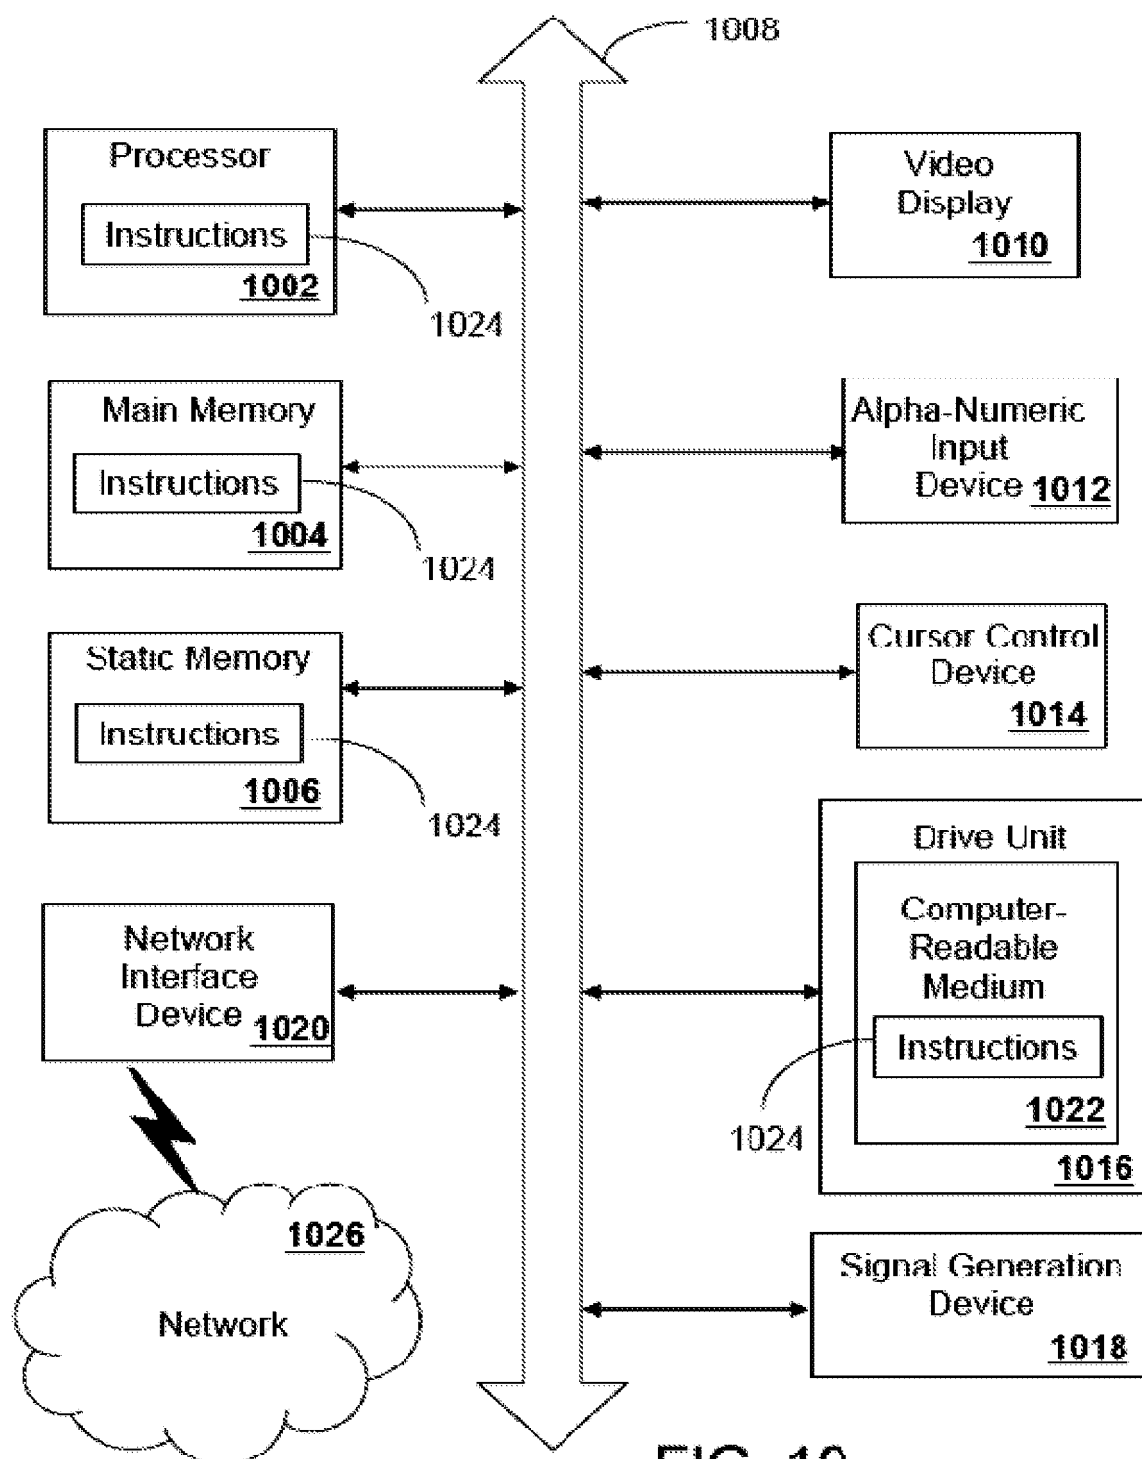 1008
Processor
Instructions
1002
1024
Video
Display
1010
Main Memory
Instructions
1004
1024
Alpha-Numeric
Input
Device 1012
Static Memory
Instructions
1006
1024
Cursor Control
Device
1014
Network
Interface
Device 1020
Drive Unit
Computer-
Readable
Medium
Instructions
1022
1024
1016
1026
Network
Signal Generation
Device
1018